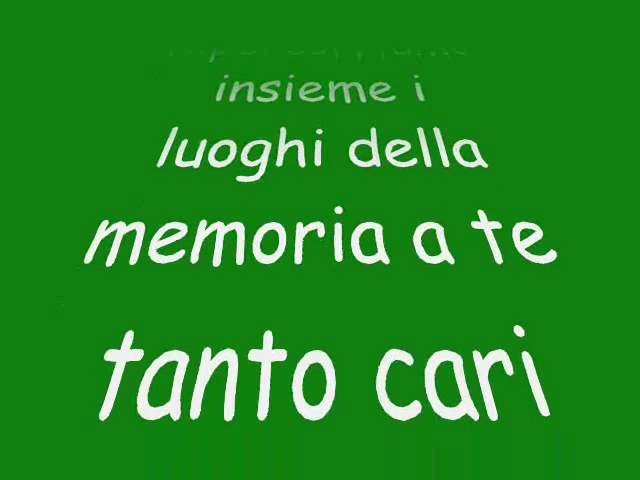 insieme i
luoghi della
memoria a te
tanto cari